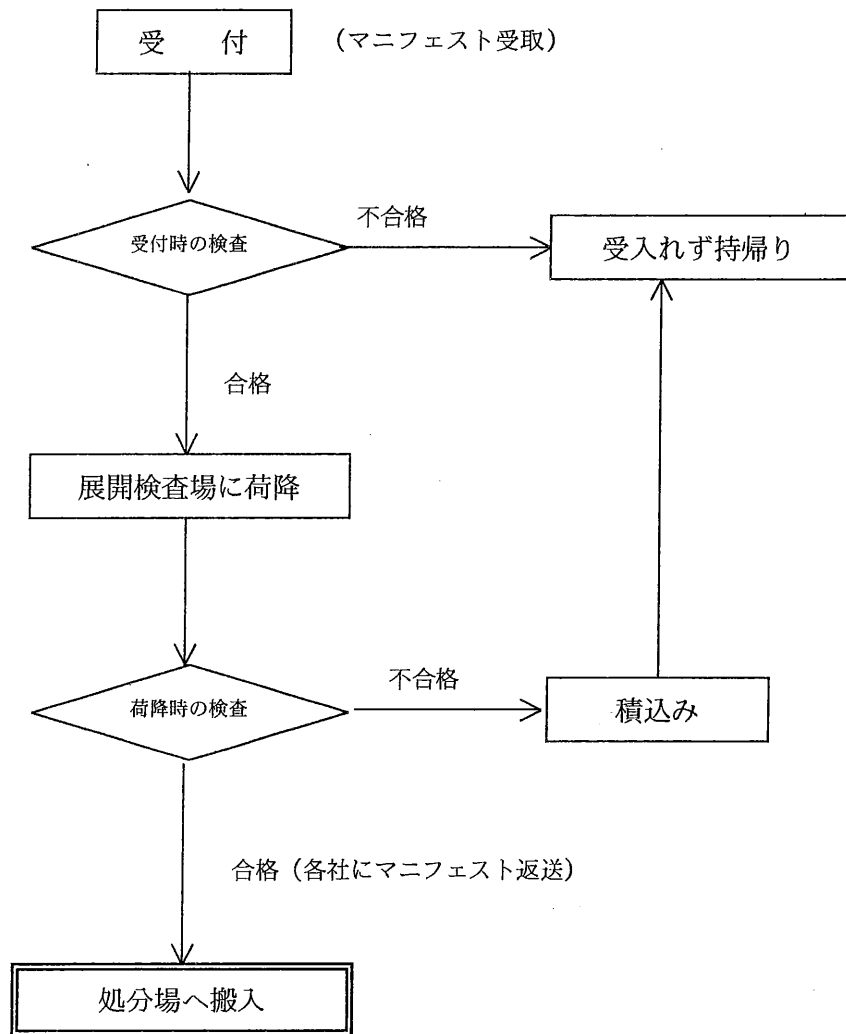 受　　付　（マニフェスト受取）
受付時の検査
不合格
受入れず持帰り
合格
展開検査場に荷降
荷降時の検査
不合格
積込み
合格（各社にマニフェスト返送）
処分場へ搬入